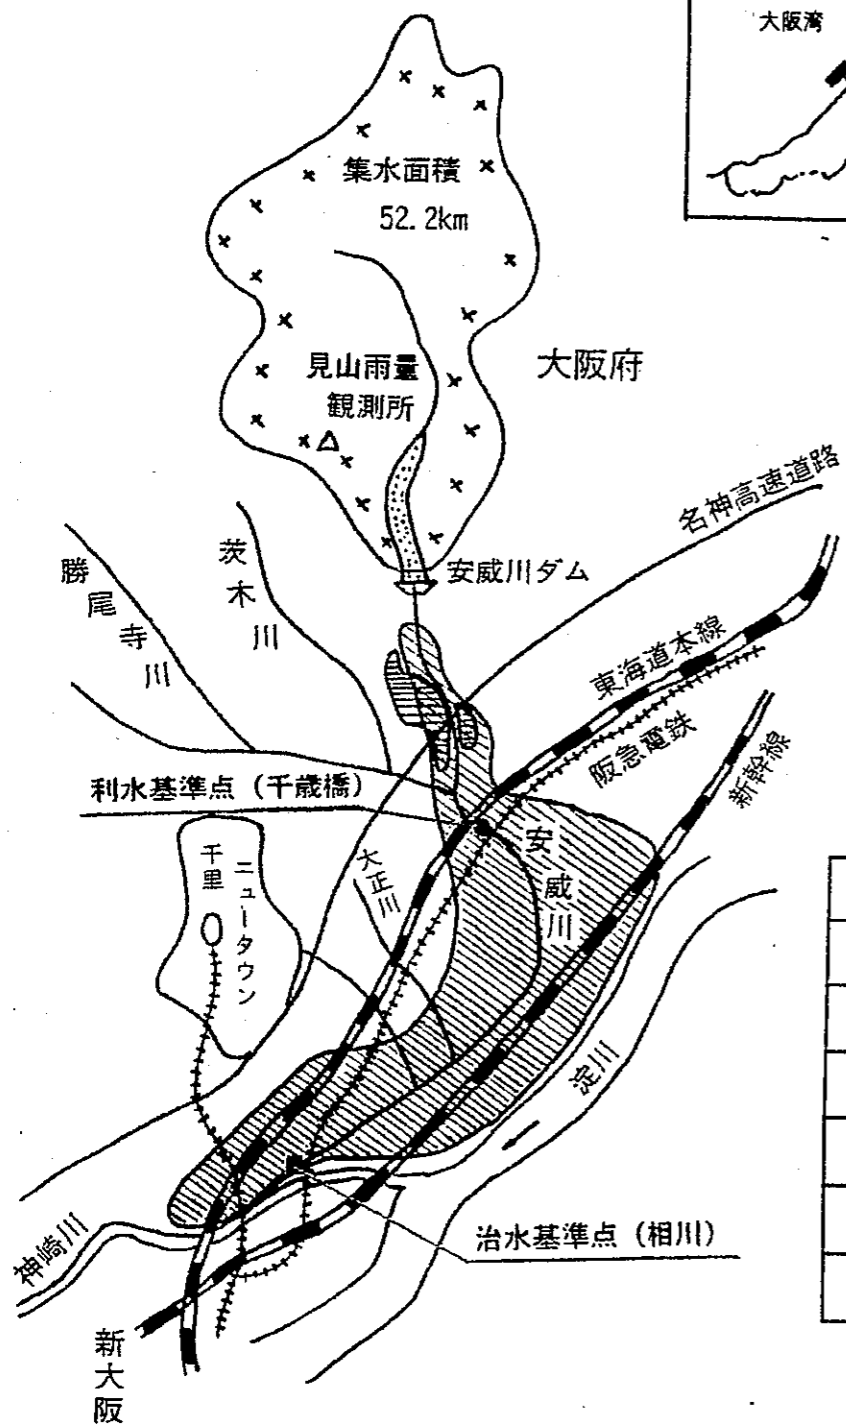 大阪湾
集水面積
52.2km
見山雨量
観測所
大阪府
名神高速道路
安威川ダム
茨木川
勝尾寺川
東海道本線
阪急電鉄
新幹線
利水基準点(千歳橋)
安威川
大正川
千里
ニュータウン
淀川
治水基準点(相川)
神崎川
新大阪